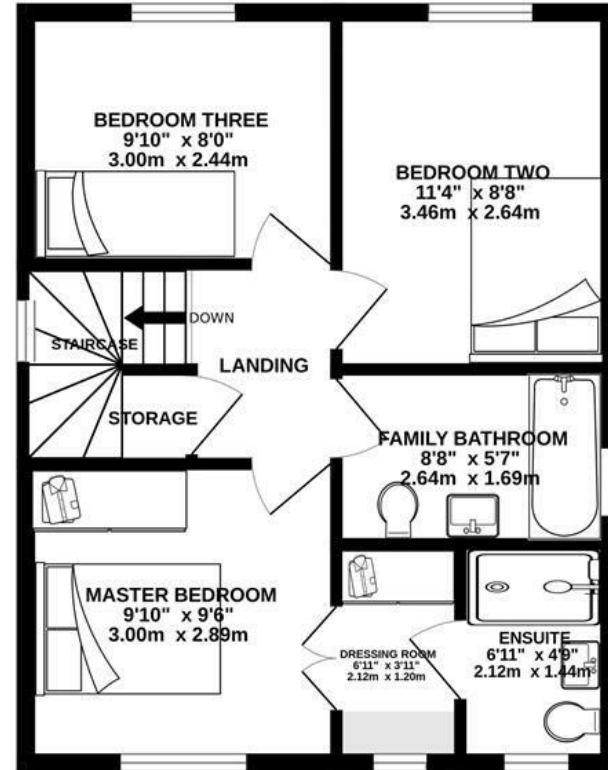 BEDROOM THREE
9'10" x 8'0"
3.00m x 2.44m
BEDROOM TWO
11'4" x 8'8"
3.46m x 2.64m
DOWN
STAIRCASE
LANDING
STORAGE
FAMILY BATHROOM
8'8" x 5'7"
2.64m x 1.69m
MASTER BEDROOM
9'10" x 9'6"
3.00m x 2.89m
DRESSING ROOM
6'11" x 3'11"
2.12m x 1.20m
ENSUITE
6'11" x 4'9"
2.12m x 1.44m